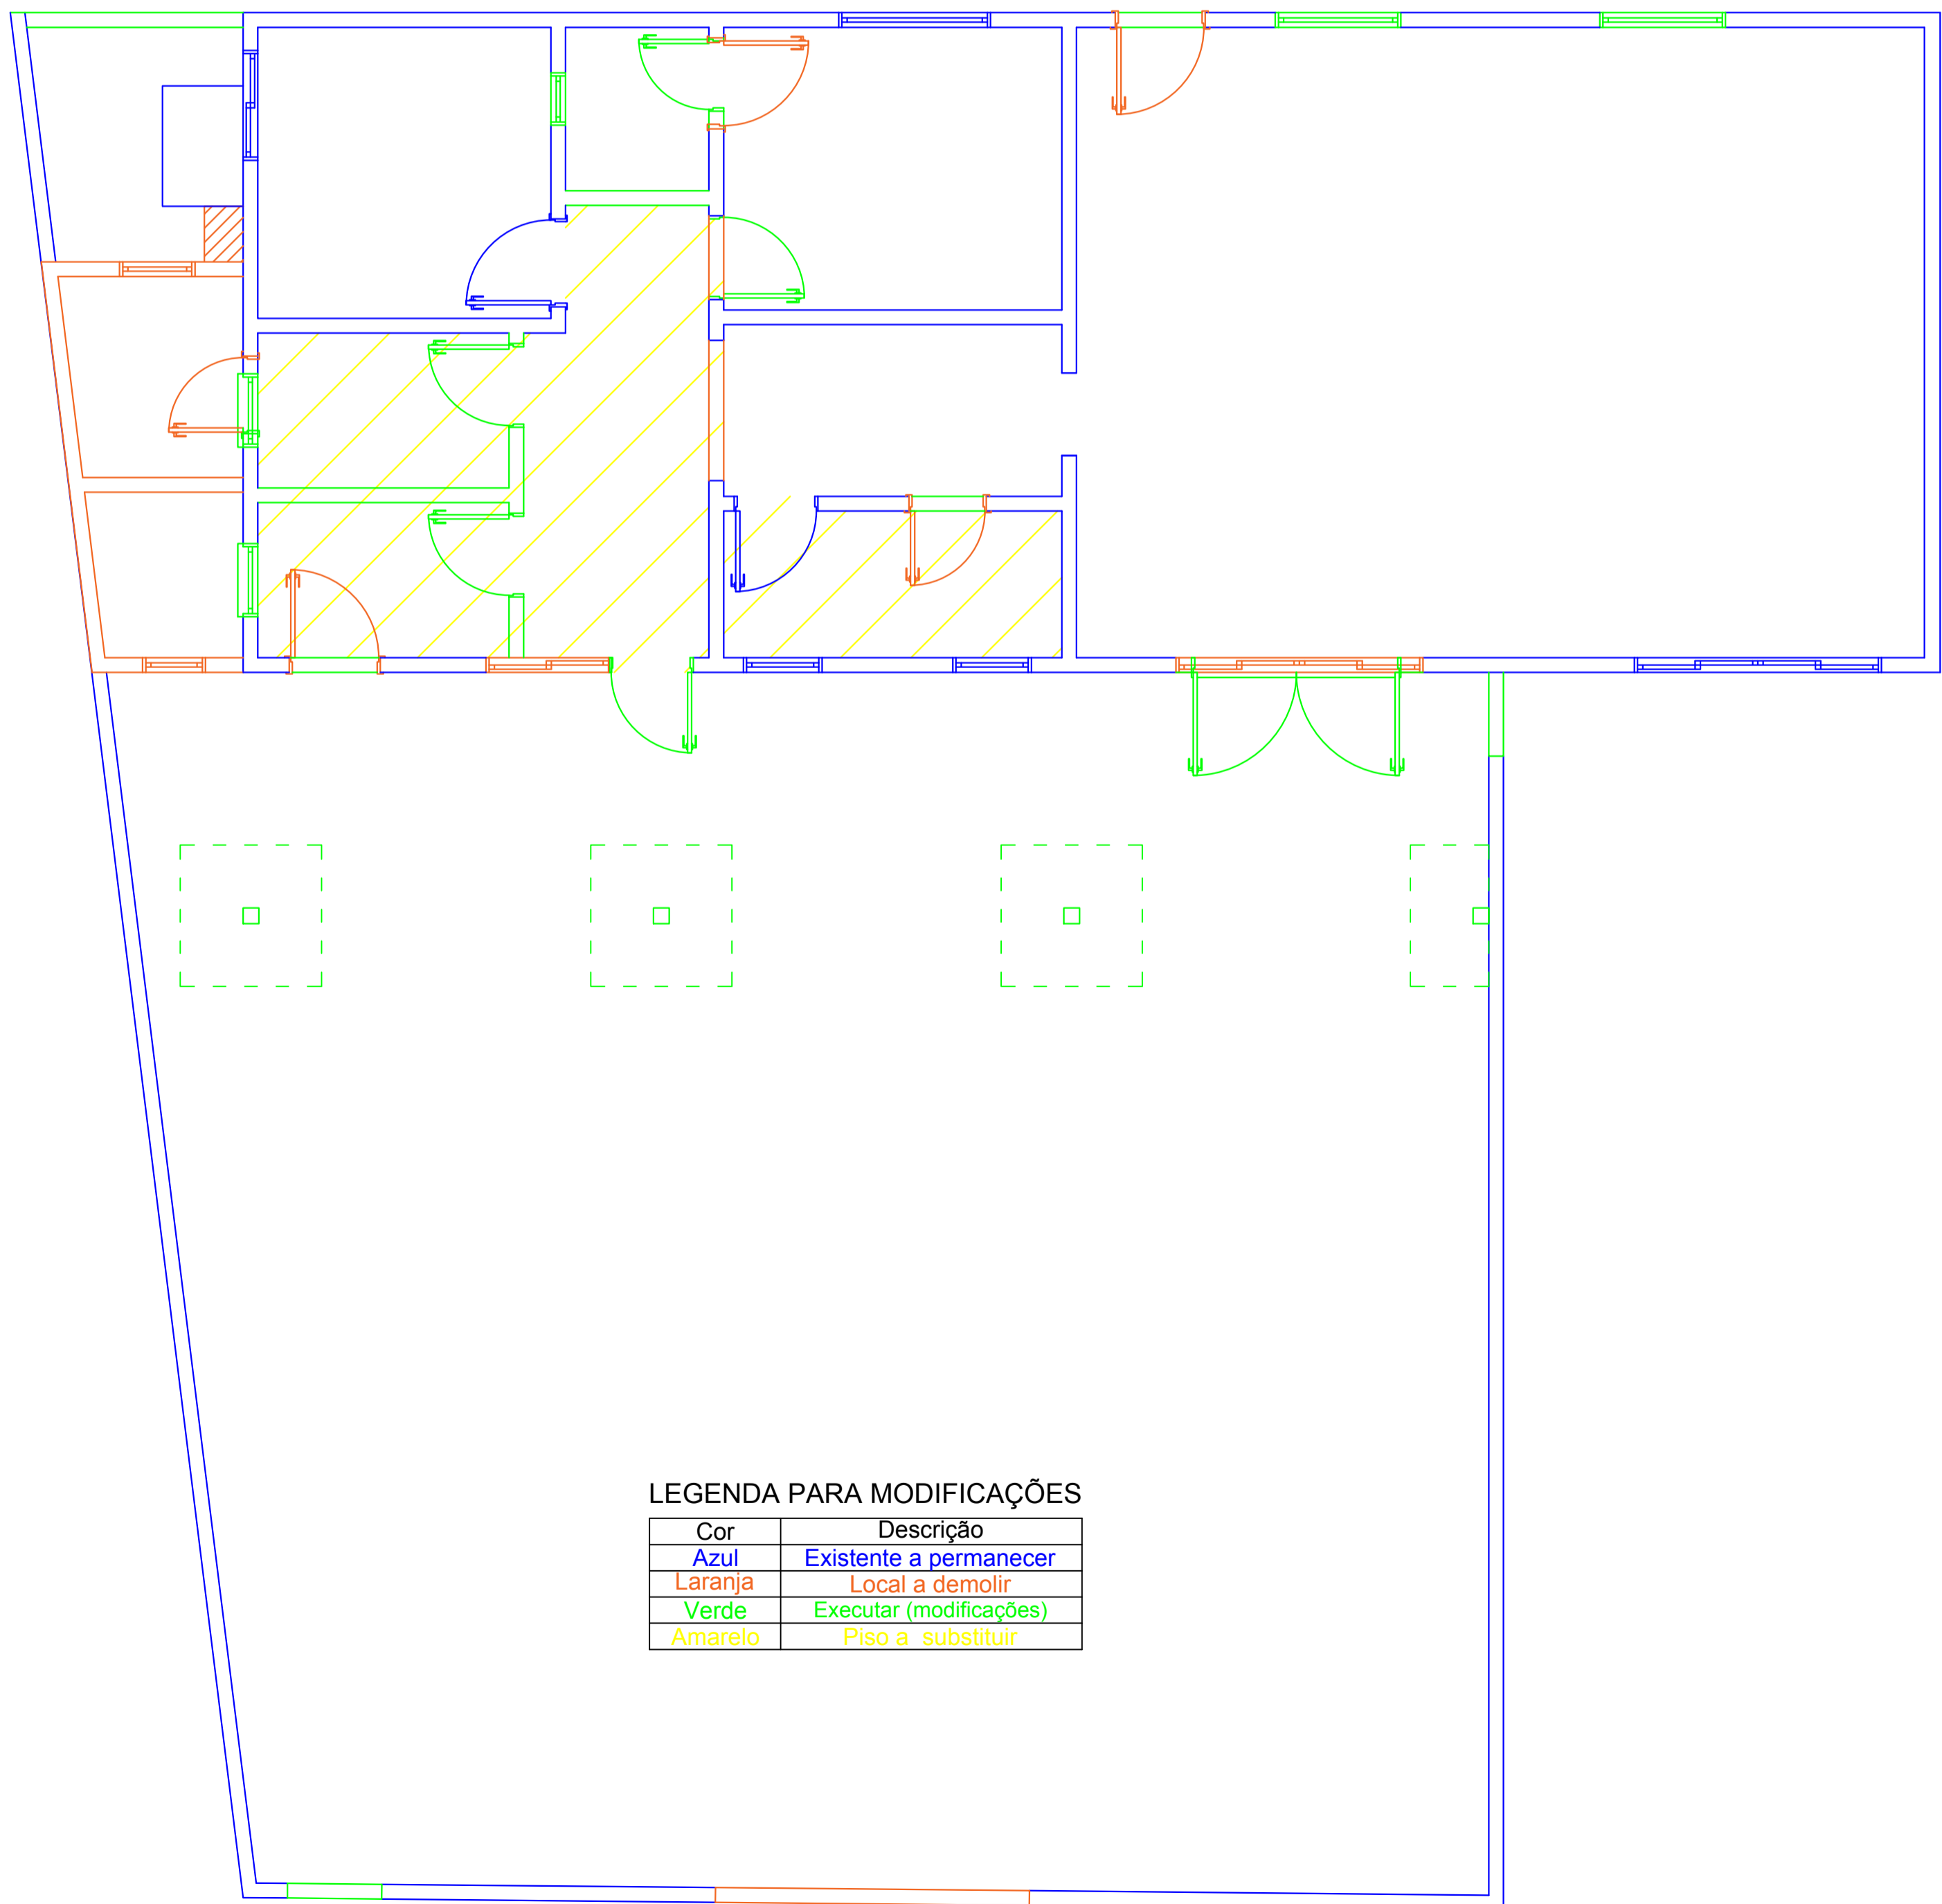 LEGENDA PARA MODIFICAÇÕES
Cor Descrição
Azul Existente a permanecer
Laranja Local a demolir
Verde Executar (modificações)
Amarelo Piso a substituir